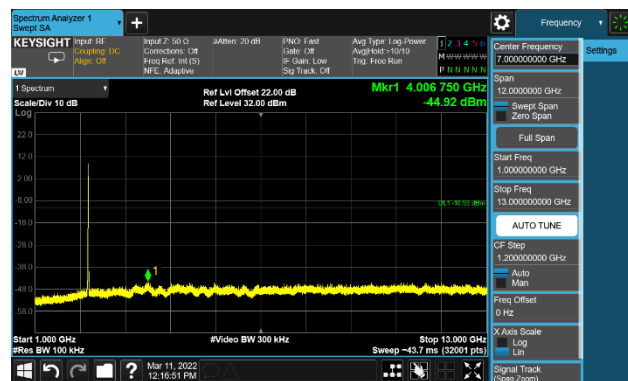 Spectrum Analyzer 1
Swept SA
Frequency
KEYSIGHT
Input: RF
Coupling: DC
Align: Off
Input Z: 50 Ω
Corrections: Off
Freq Ref: Int (S)
NFE: Adaptive
#Atten: 20 dB
PNO: Fast
Gate: Off
IF Gain: Low
Sig Track: Off
Avg Type: Log-Power
Avg|Hold:>10/10
Trig: Free Run
1 2 3 4 5 6
M W W W W W
P N N N N N
LXI
1 Spectrum
Scale/Div 10 dB
Ref Lvl Offset 22.00 dB
Ref Level 32.00 dBm
Mkr1 4.006 750 GHz
-44.92 dBm
Log
22.0
12.0
2.00
-8.00
-18.0
-28.0
-38.0
-48.0
-58.0
DL1 -10.93 dBm
1
Start 1.000 GHz
#Res BW 100 kHz
#Video BW 300 kHz
Stop 13.000 GHz
Sweep ~43.7 ms (32001 pts)
Mar 11, 2022
12:16:51 PM
Center Frequency
7.000000000 GHz
Settings
Span
12.0000000 GHz
Swept Span
Zero Span
Full Span
Start Freq
1.000000000 GHz
Stop Freq
13.000000000 GHz
AUTO TUNE
CF Step
1.200000000 GHz
Auto
Man
Freq Offset
0 Hz
X Axis Scale
Log
Lin
Signal Track
(Span Zoom)